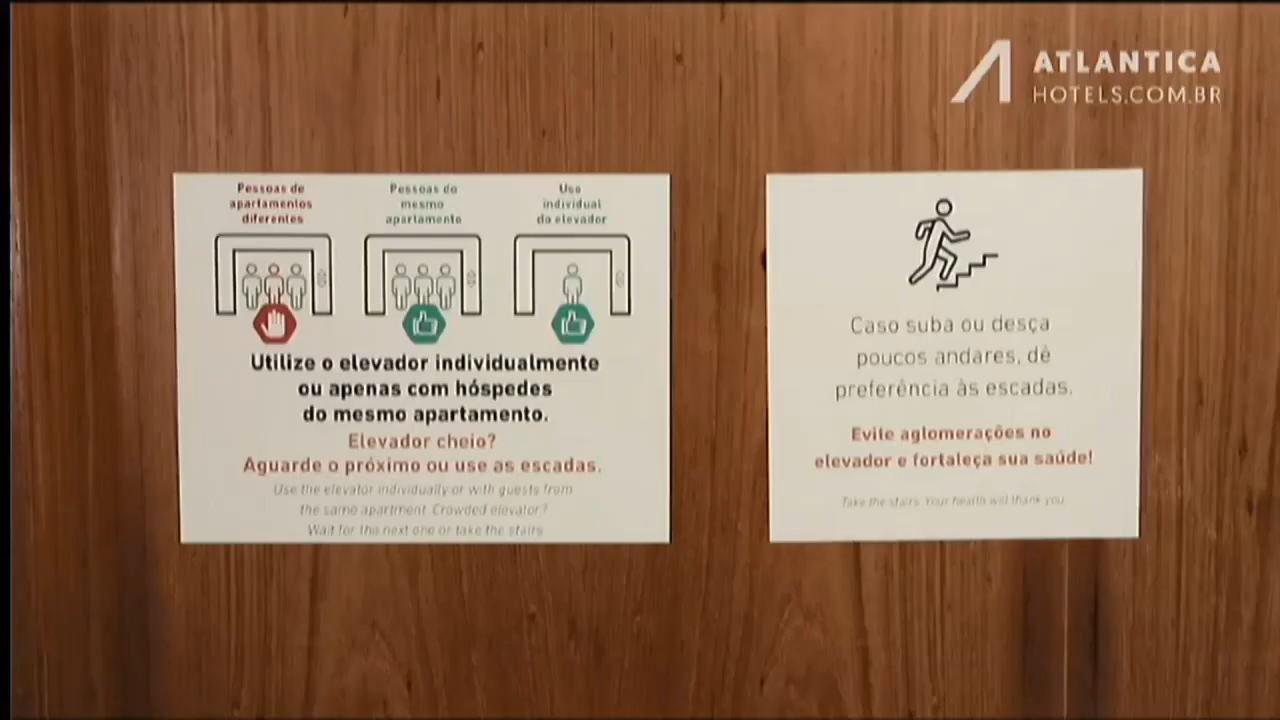 ATLANTICA
HOTELS.COM.BR
Pessoas de
apartamentos
diferentes
Pessoas do
mesmo
apartamento
Uso
individual
do elevador
Utilize o elevador individualmente
ou apenas com hóspedes
do mesmo apartamento.
Elevador cheio?
Aguarde o próximo ou use as escadas.
Use the elevator individually or with guests from
the same apartment. Crowded elevator?
Wait for the next one or take the stairs
Caso suba ou desça
poucos andares, dê
preferência às escadas.
Evite aglomerações no
elevador e fortaleça sua saúde!
Take the stairs. Your health will thank you.